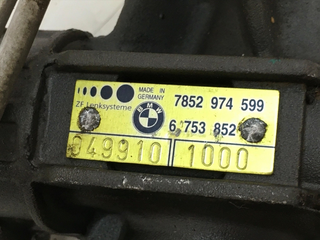 MADE IN
GERMANY
ZF Lenksysteme
BMW
7852 974 599
6 753 852
049910 1000